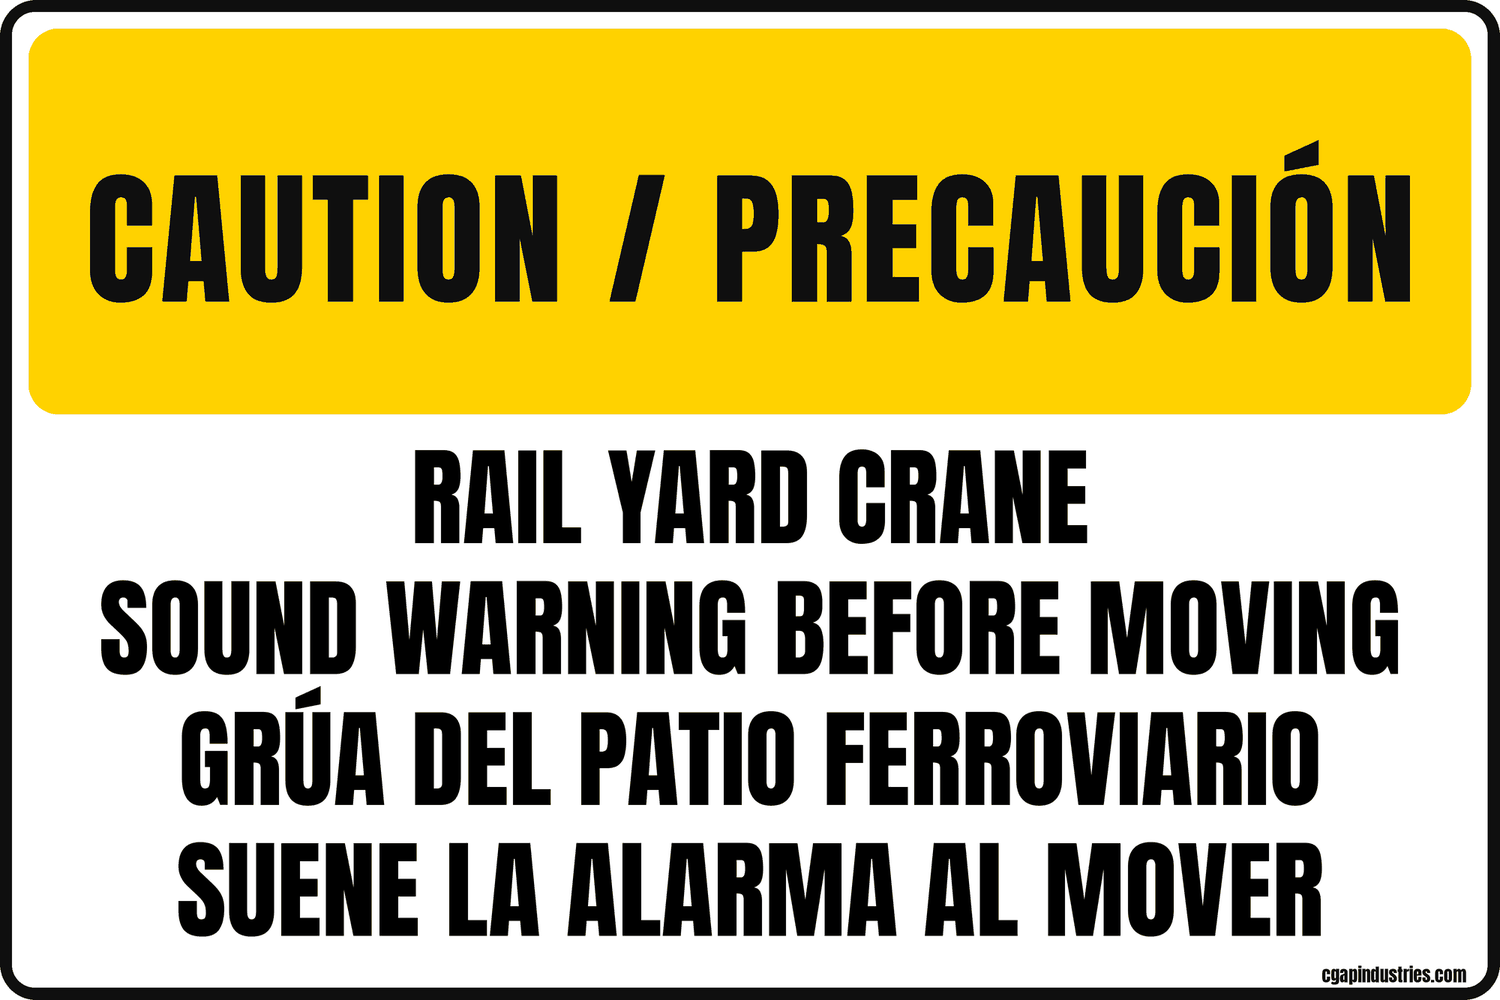 CAUTION / PRECAUCIÓN
RAIL YARD CRANE
SOUND WARNING BEFORE MOVING
GRÚA DEL PATIO FERROVIARIO
SUENE LA ALARMA AL MOVER
cgapindustries.com